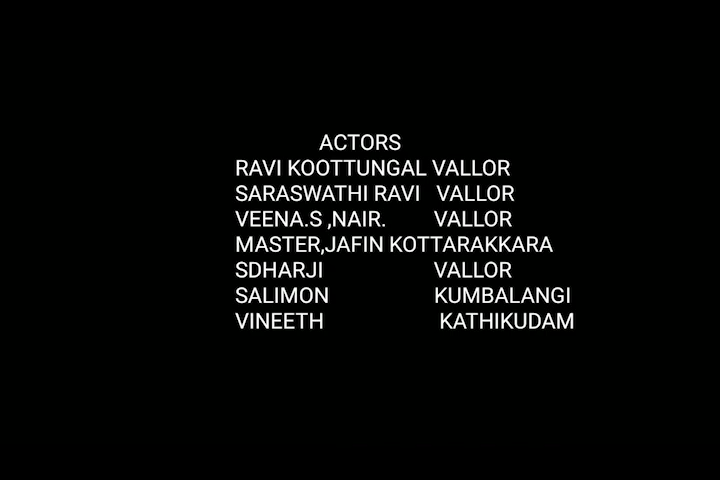 ACTORS
RAVI KOOTTUNGAL VALLOR
SARASWATHI RAVI VALLOR
VEENA.S ,NAIR. VALLOR
MASTER,JAFIN KOTTARAKKARA
SDHARJI VALLOR
SALIMON KUMBALANGI
VINEETH KATHIKUDAM